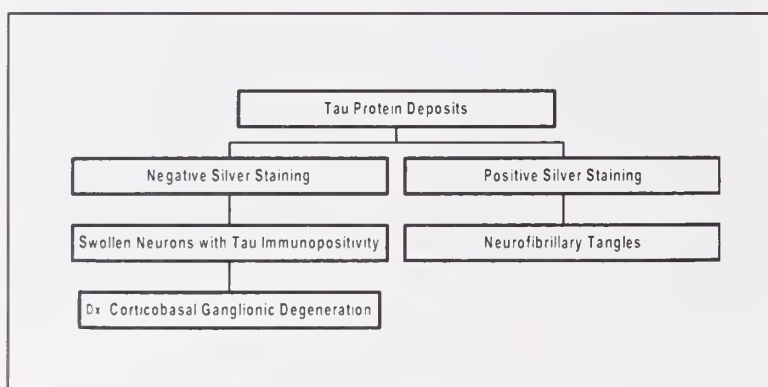 Tau Protein Deposits
Negative Silver Staining
Positive Silver Staining
Swollen Neurons with Tau Immunopositivity
Neurofibrillary Tangles
Dx Corticobasal Ganglionic Degeneration